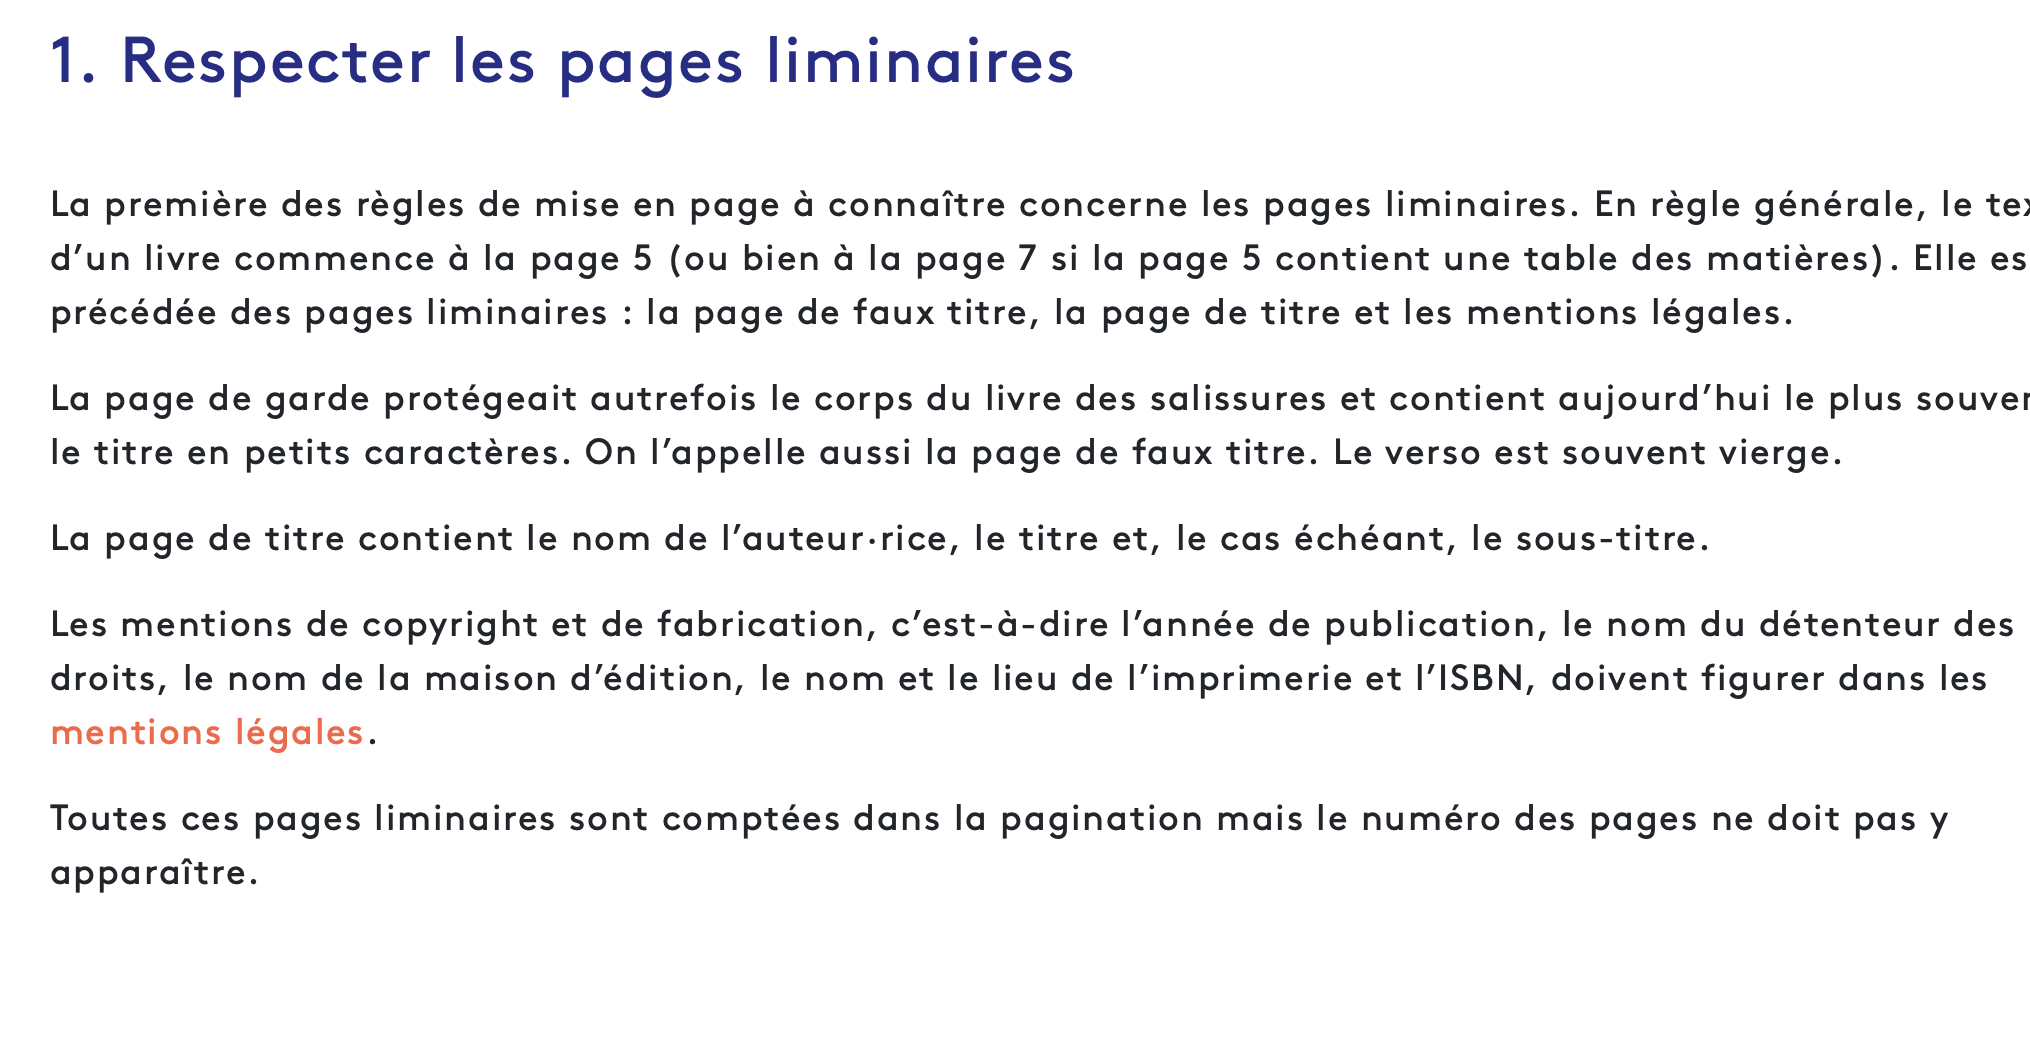 1. Respecter les pages liminaires
La première des règles de mise en page à connaître concerne les pages liminaires. En règle générale, le
d’un livre commence à la page 5 (ou bien à la page 7 si la page 5 contient une table des matières). Elle
précédée des pages liminaires : la page de faux titre, la page de titre et les mentions légales.
La page de garde protégeait autrefois le corps du livre des salissures et contient aujourd’hui le plus
le titre en petits caractères. On l’appelle aussi la page de faux titre. Le verso est souvent vierge.
La page de titre contient le nom de l’auteur·rice, le titre et, le cas échéant, le sous-titre.
Les mentions de copyright et de fabrication, c’est-à-dire l’année de publication, le nom du détenteur des
droits, le nom de la maison d’édition, le nom et le lieu de l’imprimerie et l’ISBN, doivent figurer dans les
mentions légales.
Toutes ces pages liminaires sont comptées dans la pagination mais le numéro des pages ne doit pas y
apparaître.